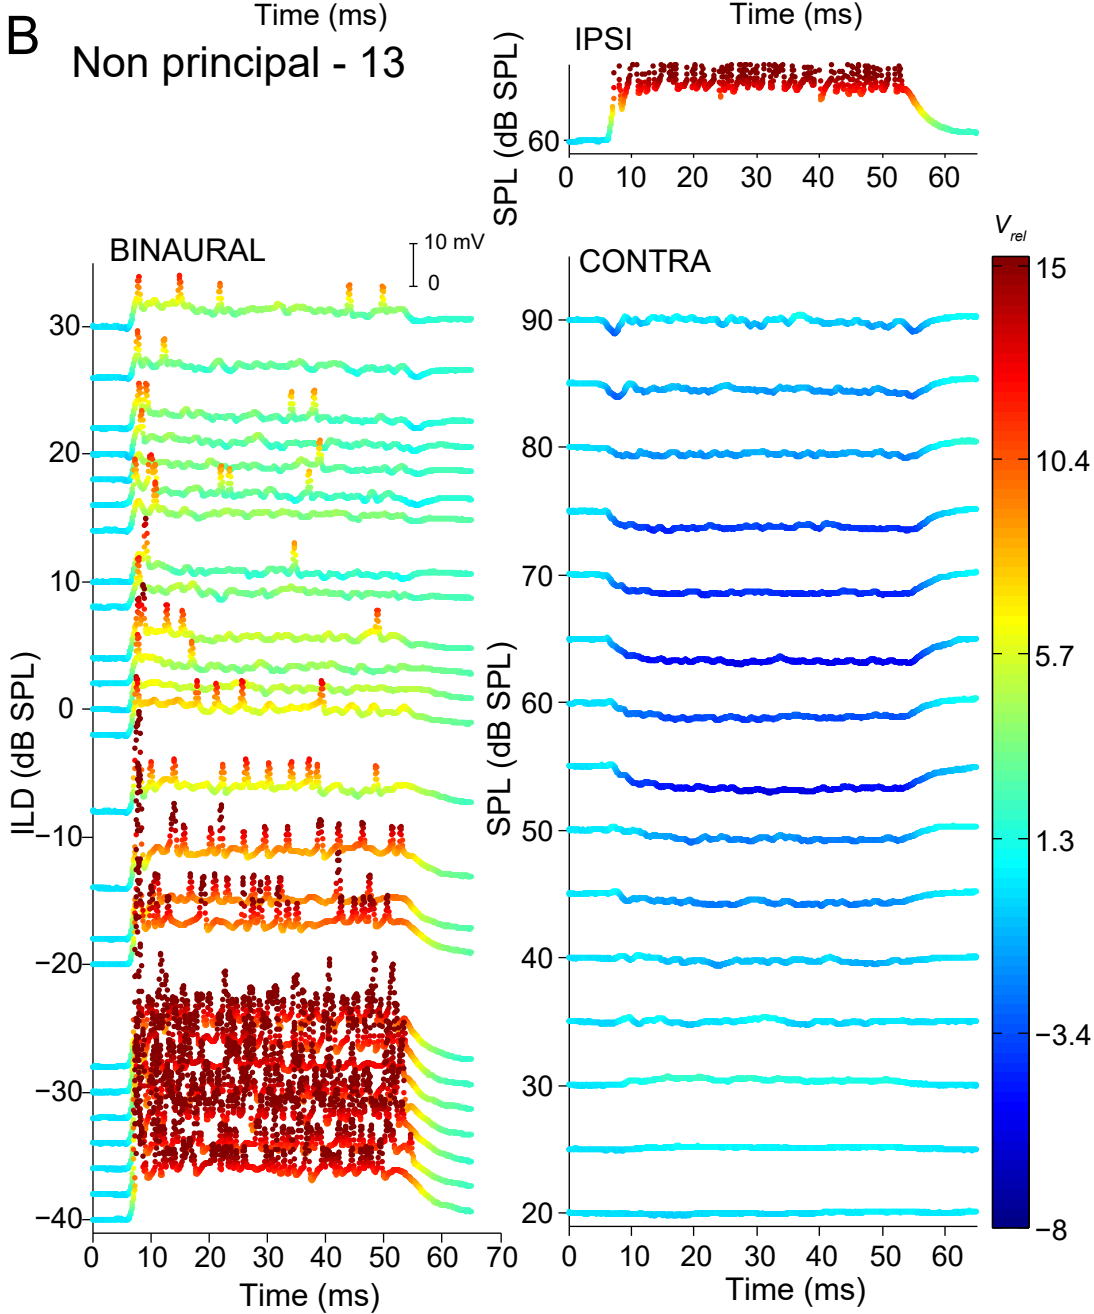 B
Time (ms)
Time (ms)
Non principal - 13
IPSI
SPL (dB SPL)
60
0 10 20 30 40 50 60
BINAURAL
10 mV
0
CONTRA
V rel
ILD (dB SPL)
30
20
10
0
−10
−20
−30
−40
0 10 20 30 40 50 60 70
Time (ms)
SPL (dB SPL)
90
80
70
60
50
40
30
20
0 10 20 30 40 50 60
Time (ms)
15
10.4
5.7
1.3
−3.4
−8